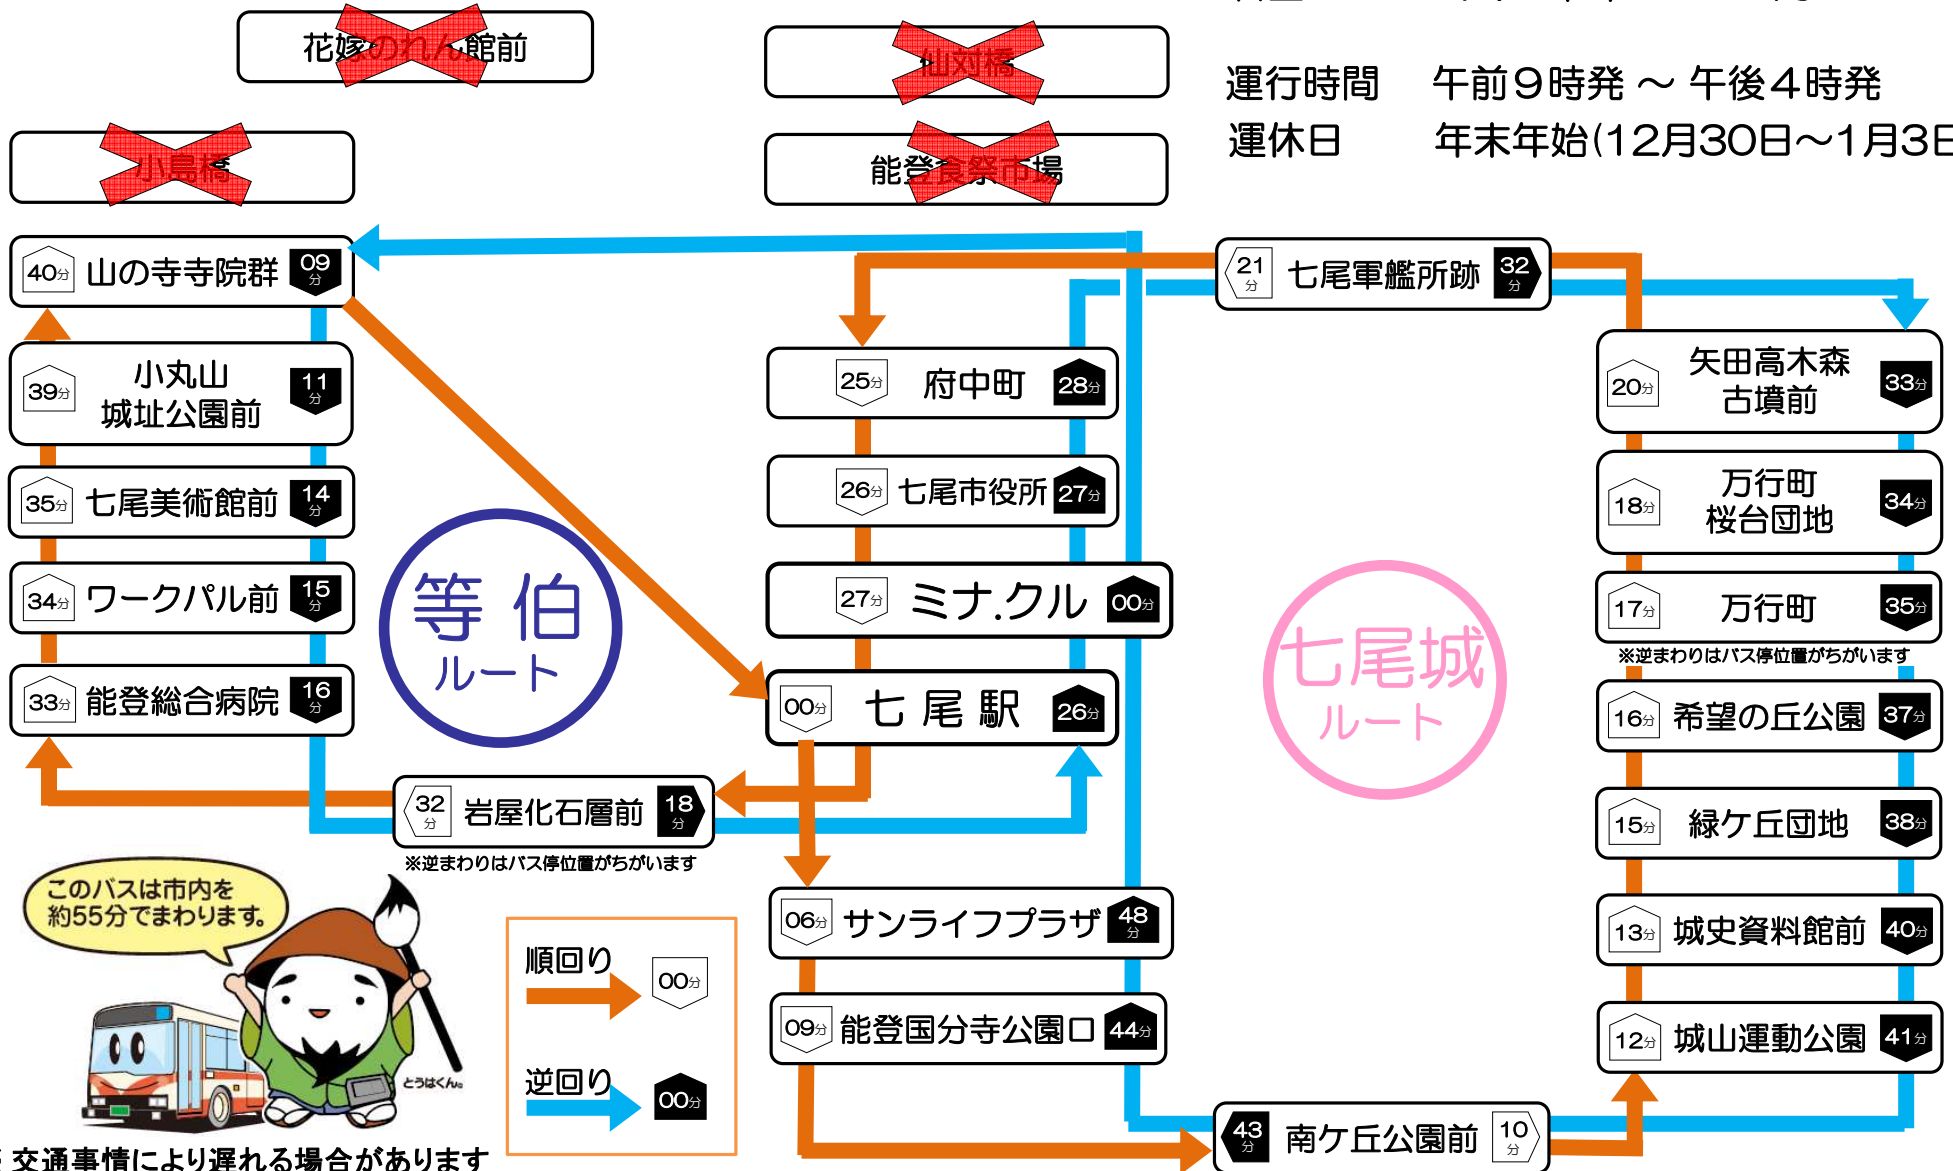 花嫁のれん館前
仙対橋
運行時間 午前9時発 ～ 午後4時発
小島橋
能登食祭市場
運休日 年末年始(12月30日～1月3日
40分 山の寺寺院群 09分
21分 七尾軍艦所跡 32分
39分 小丸山
城址公園前 11分
25分 府中町 28分
20分 矢田高木森
古墳前 33分
35分 七尾美術館前 14分
26分 七尾市役所 27分
18分 万行町
桜台団地 34分
34分 ワークパル前 15分
等伯
ルート
27分 ミナ.クル 00分
七尾城
ルート
17分 万行町 35分
※逆まわりはバス停位置がちがいます
33分 能登総合病院 16分
00分 七尾駅 26分
16分 希望の丘公園 37分
32分 岩屋化石層前 18分
※逆まわりはバス停位置がちがいます
15分 緑ケ丘団地 38分
このバスは市内を
約55分でまわります。
06分 サンライフプラザ 48分
13分 城史資料館前 40分
順回り 00分
09分 能登国分寺公園口 44分
12分 城山運動公園 41分
とうはくん。
逆回り 00分
43分 南ケ丘公園前 10分
交通事情により遅れる場合があります